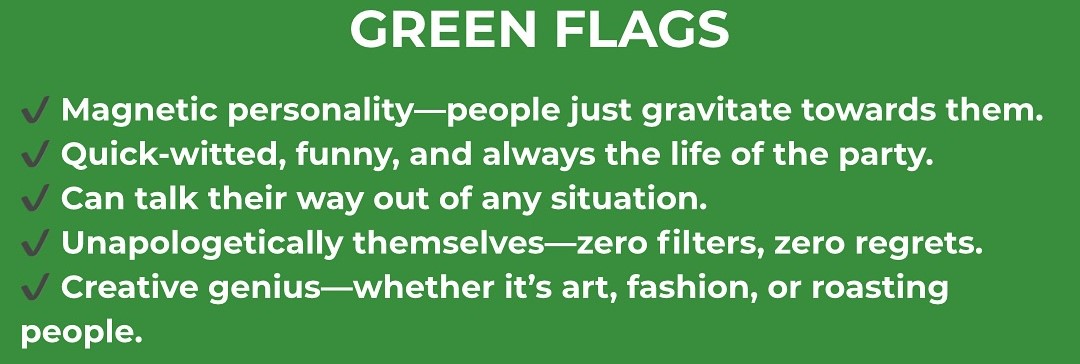 GREEN FLAGS
✔ Magnetic personality—people just gravitate towards them.
✔ Quick-witted, funny, and always the life of the party.
✔ Can talk their way out of any situation.
✔ Unapologetically themselves—zero filters, zero regrets.
✔ Creative genius—whether it’s art, fashion, or roasting
people.